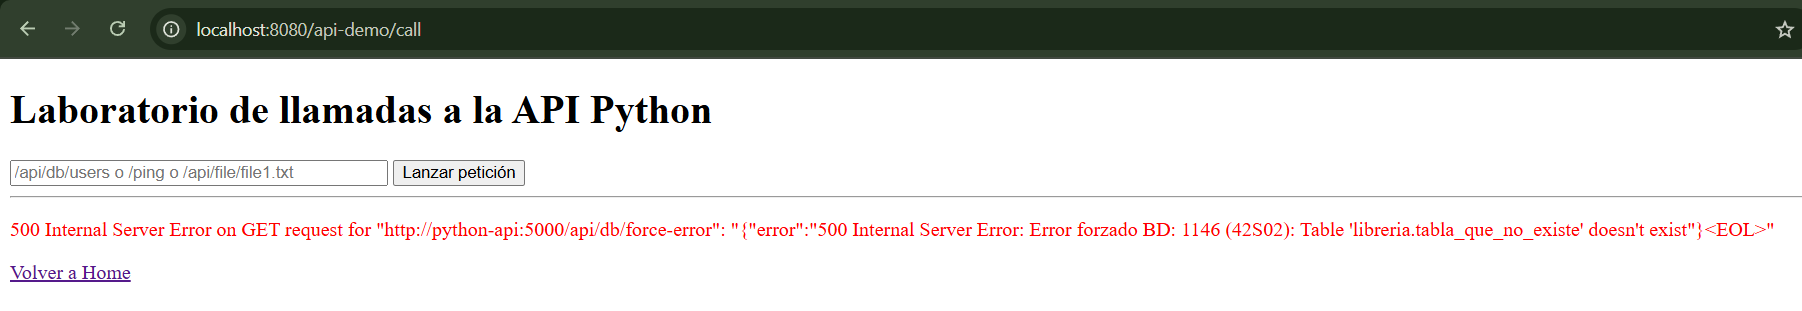 localhost:8080/api-demo/call
Laboratorio de llamadas a la API Python
/api/db/users o /ping o /api/file/file1.txt Lanzar petición
500 Internal Server Error on GET request for "http://python-api:5000/api/db/force-error": "{"error":"500 Internal Server Error: Error forzado BD: 1146 (42S02): Table 'libreria.tabla_que_no_existe' doesn't exist"}<EOL>"
Volver a Home